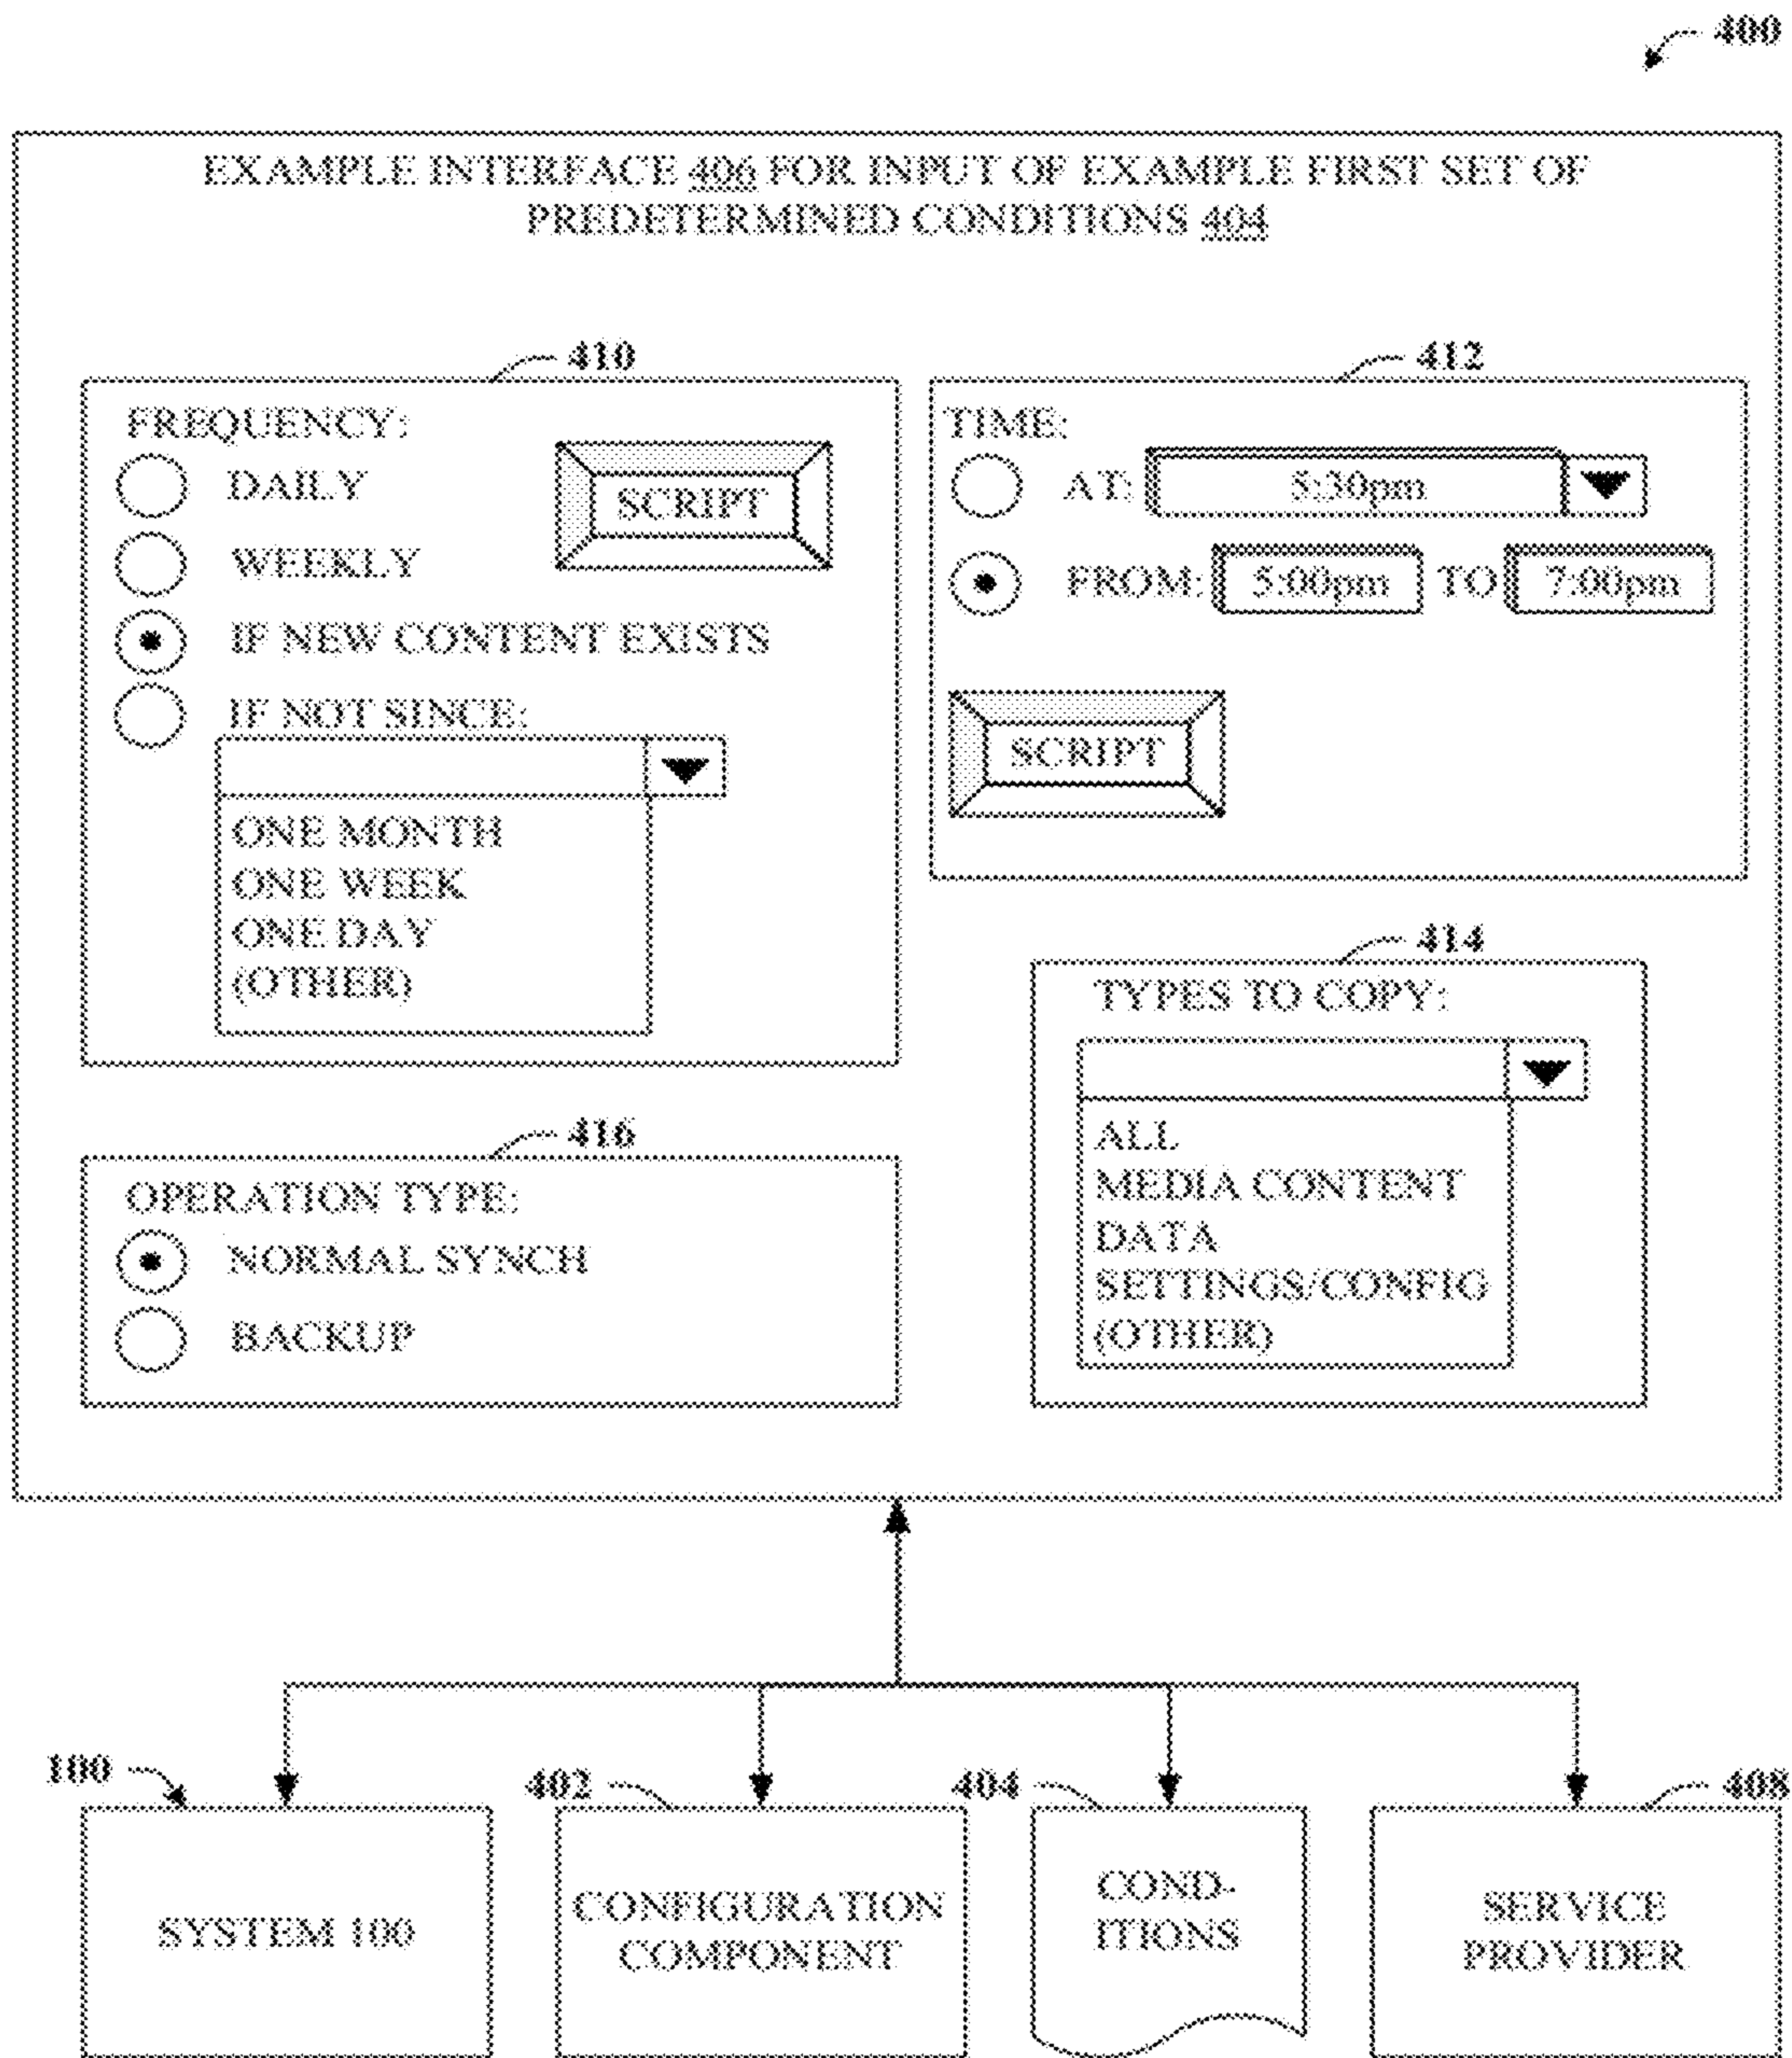 400
EXAMPLE INTERFACE 406 FOR INPUT OF EXAMPLE FIRST SET OF
PREDETERMINED CONDITIONS 404
410
FREQUENCY:
SCRIPT
DAILY
WEEKLY
IF NEW CONTENT EXISTS
IF NOT SINCE:
ONE MONTH
ONE WEEK
ONE DAY
(OTHER)
412
TIME:
AT: 5:30pm
FROM: 5:00pm TO 7:00pm
SCRIPT
414
TYPES TO COPY:
ALL
MEDIA CONTENT
DATA
SETTINGS/CONFIG
(OTHER)
416
OPERATION TYPE:
NORMAL SYNCH
BACKUP
100
SYSTEM 100
402
CONFIGURATION
COMPONENT
404
COND-
ITIONS
408
SERVICE
PROVIDER